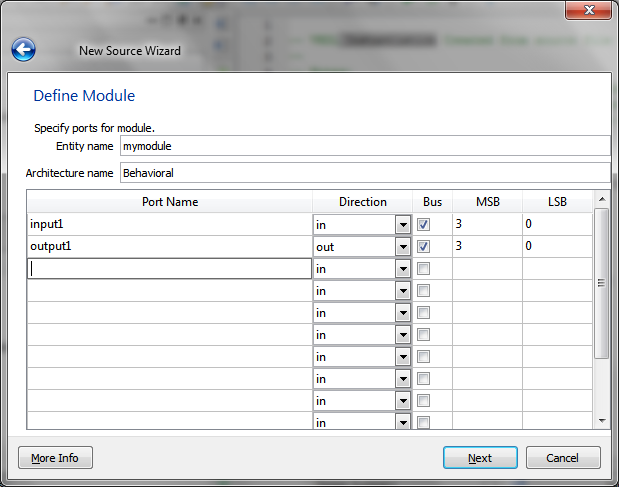 New Source Wizard
Define Module
Specify ports for module.
Entity name mymodule
Architecture name Behavioral
Port Name Direction Bus MSB LSB
input1 in 3 0
output1 out 3 0
in
in
in
in
in
in
in
in
More Info Next Cancel